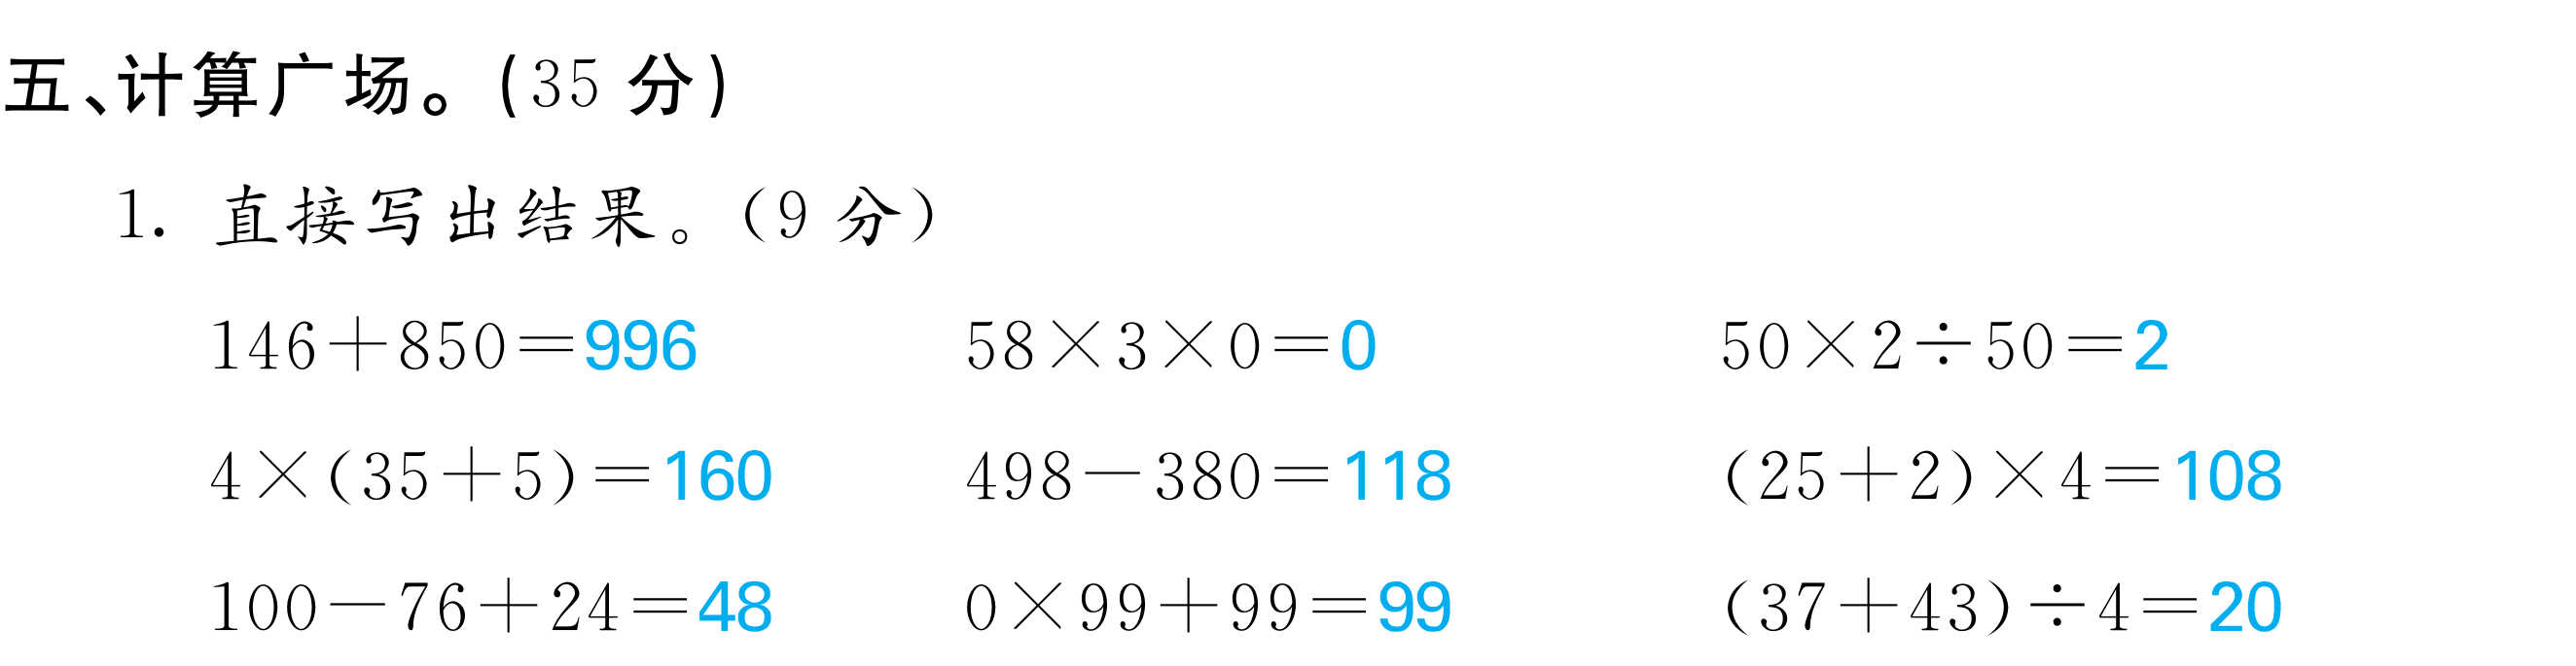 五、计算广场。(35 分)
1. 直接写出结果。(9 分)
146+850=996 58×3×0=0 50×2÷50=2
4×(35+5)=160 498-380=118 (25+2)×4=108
100-76+24=48 0×99+99=99 (37+43)÷4=20